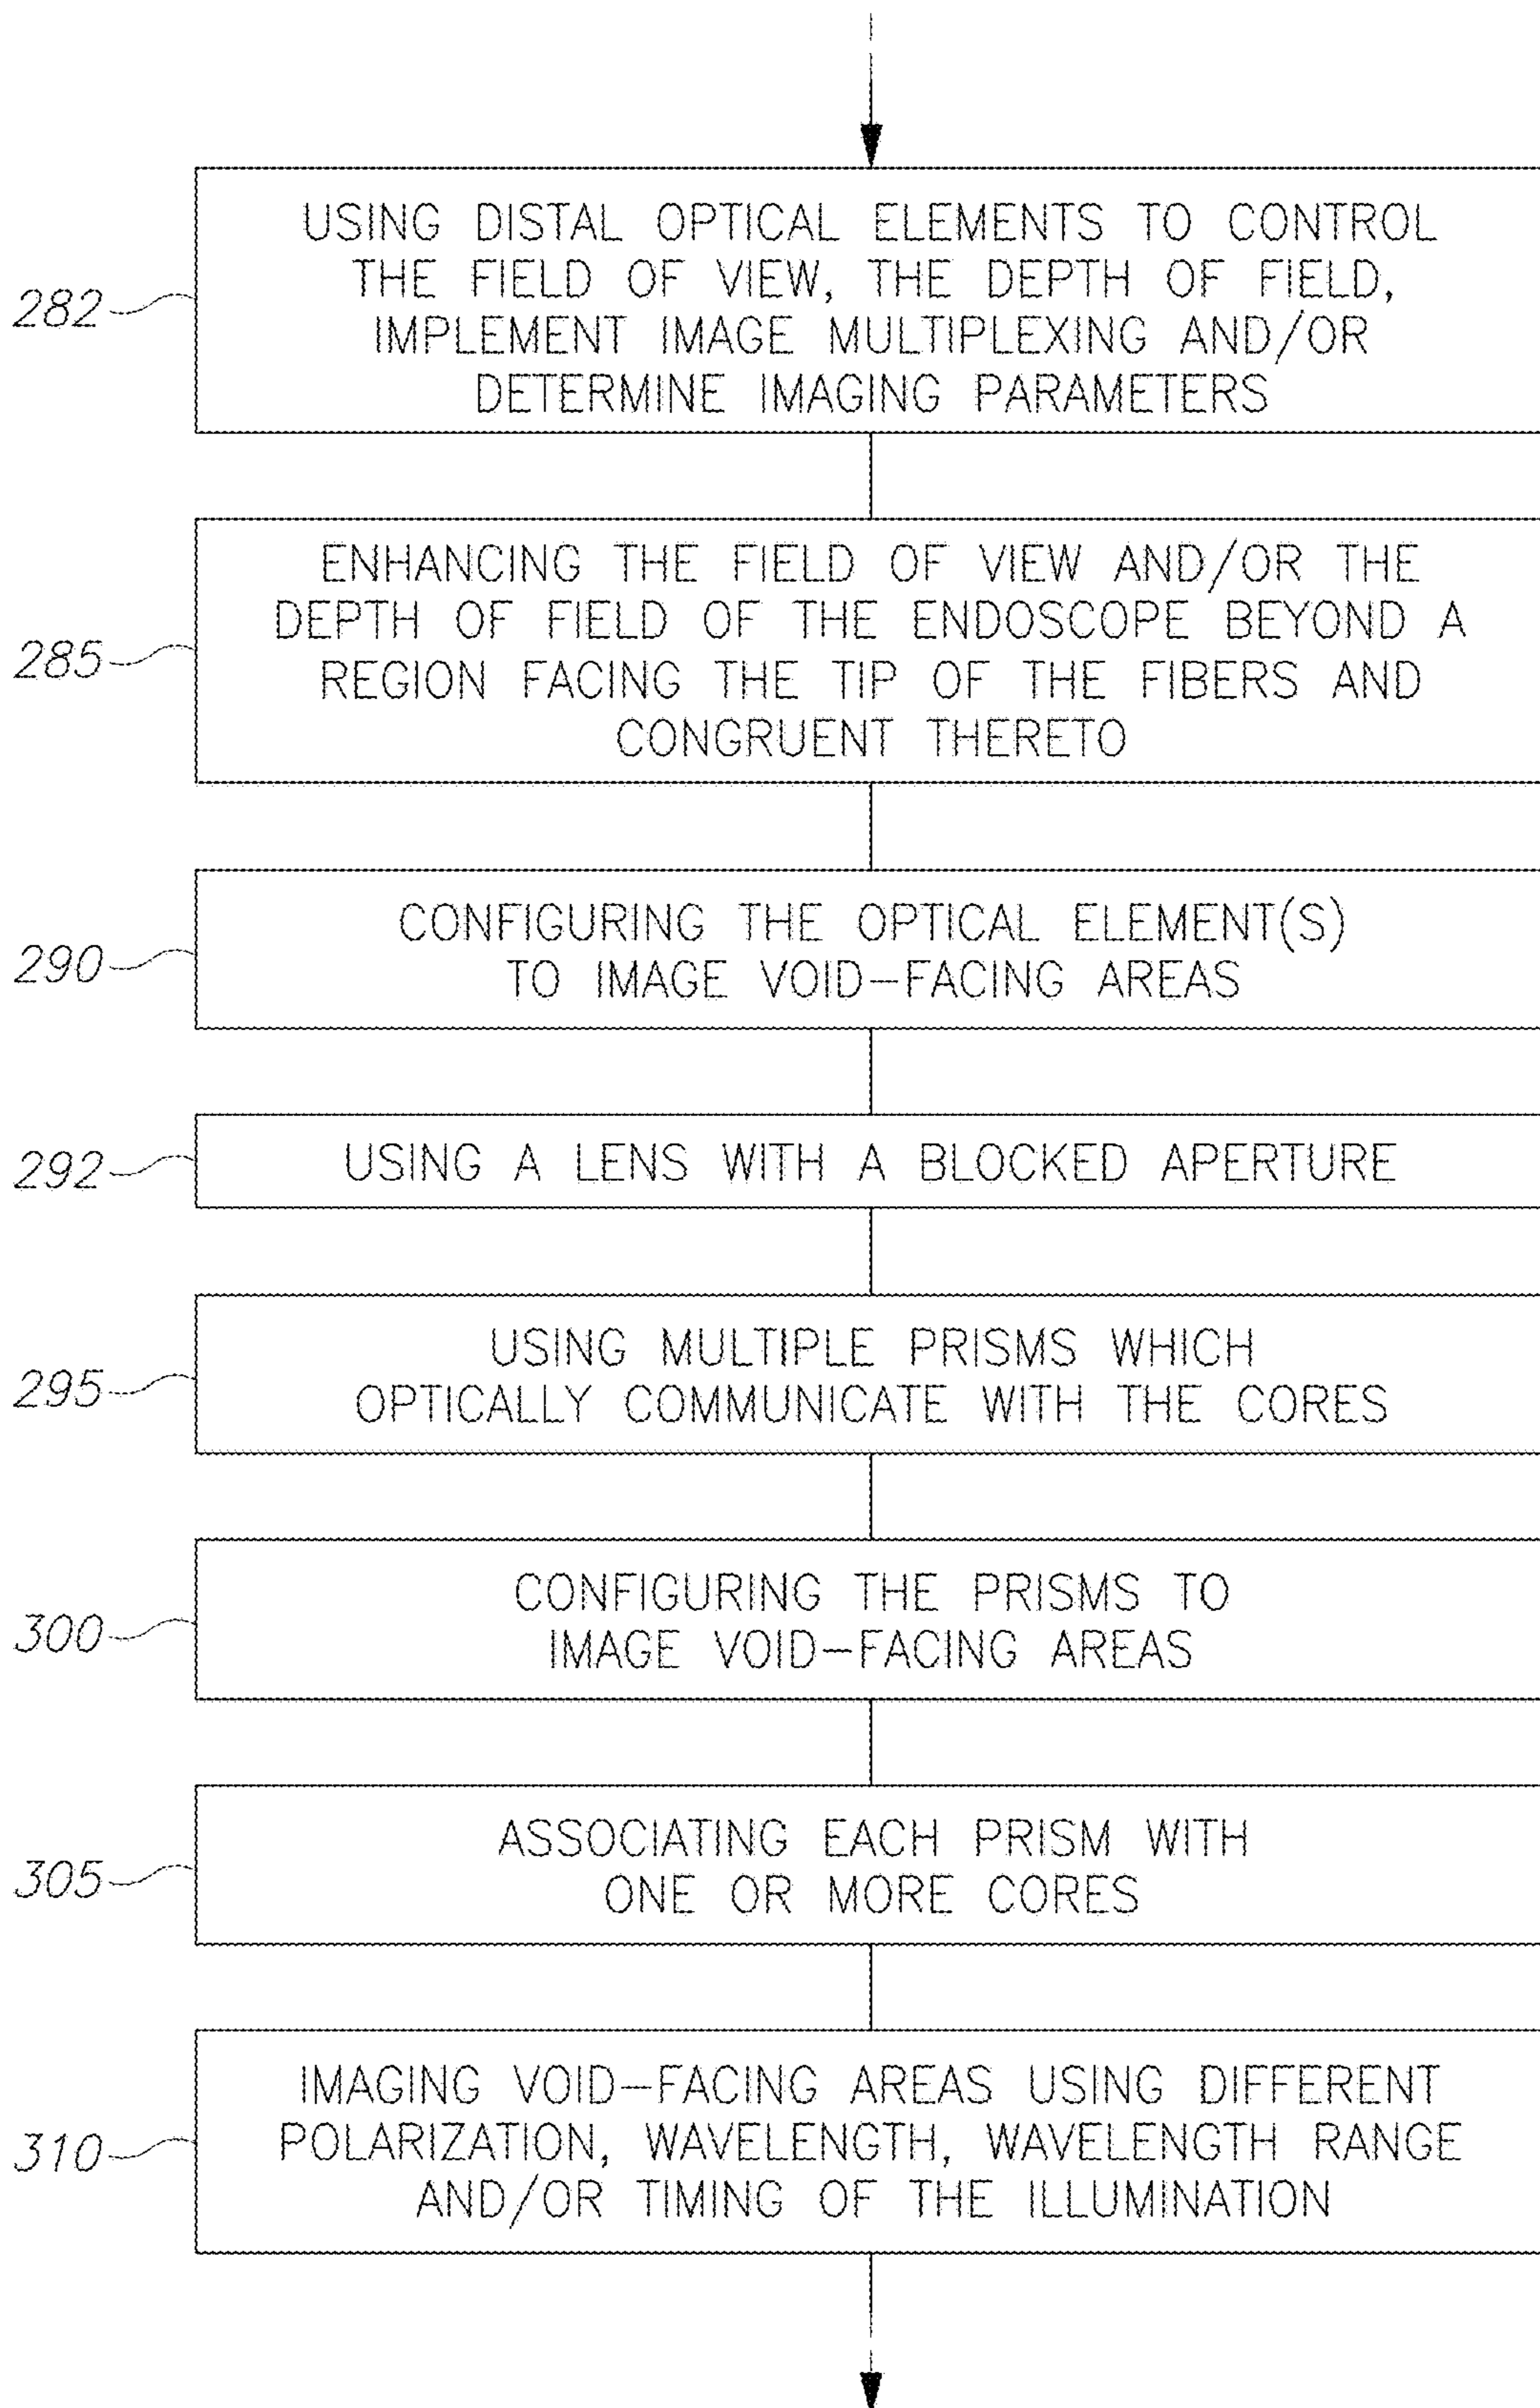 USING DISTAL OPTICAL ELEMENTS TO CONTROL
THE FIELD OF VIEW, THE DEPTH OF FIELD,
IMPLEMENT IMAGE MULTIPLEXING AND/OR
DETERMINE IMAGING PARAMETERS
282
ENHANCING THE FIELD OF VIEW AND/OR THE
DEPTH OF FIELD OF THE ENDOSCOPE BEYOND A
REGION FACING THE TIP OF THE FIBERS AND
CONGRUENT THERETO
285
CONFIGURING THE OPTICAL ELEMENT(S)
TO IMAGE VOID-FACING AREAS
290
USING A LENS WITH A BLOCKED APERTURE
292
USING MULTIPLE PRISMS WHICH
OPTICALLY COMMUNICATE WITH THE CORES
295
CONFIGURING THE PRISMS TO
IMAGE VOID-FACING AREAS
300
ASSOCIATING EACH PRISM WITH
ONE OR MORE CORES
305
IMAGING VOID-FACING AREAS USING DIFFERENT
POLARIZATION, WAVELENGTH, WAVELENGTH RANGE
AND/OR TIMING OF THE ILLUMINATION
310